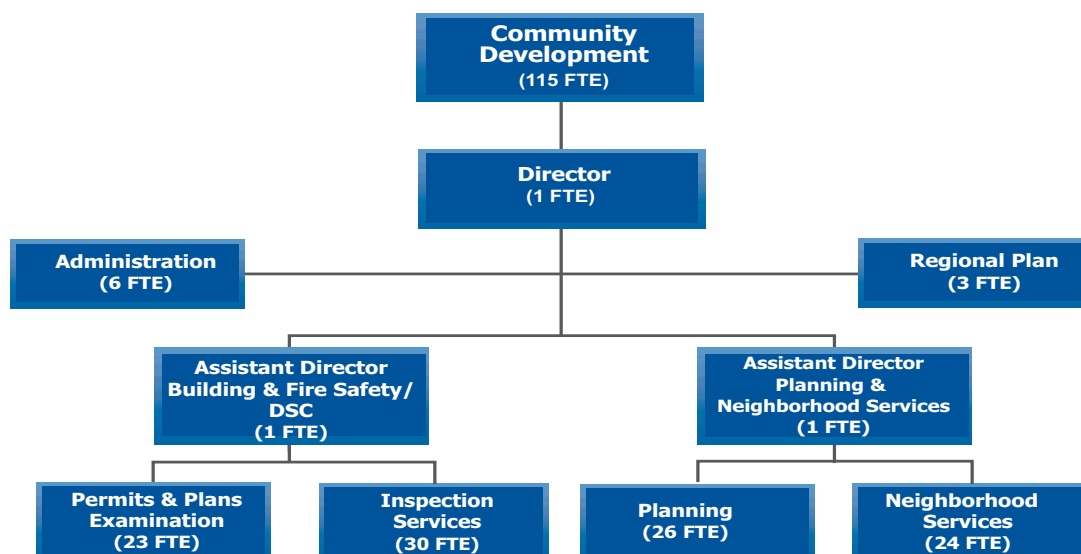 Community
Development
(115 FTE)
Director
(1 FTE)
Administration
(6 FTE)
Regional Plan
(3 FTE)
Assistant Director
Building & Fire Safety/
DSC
(1 FTE)
Assistant Director
Planning &
Neighborhood Services
(1 FTE)
Permits & Plans
Examination
(23 FTE)
Inspection
Services
(30 FTE)
Planning
(26 FTE)
Neighborhood
Services
(24 FTE)